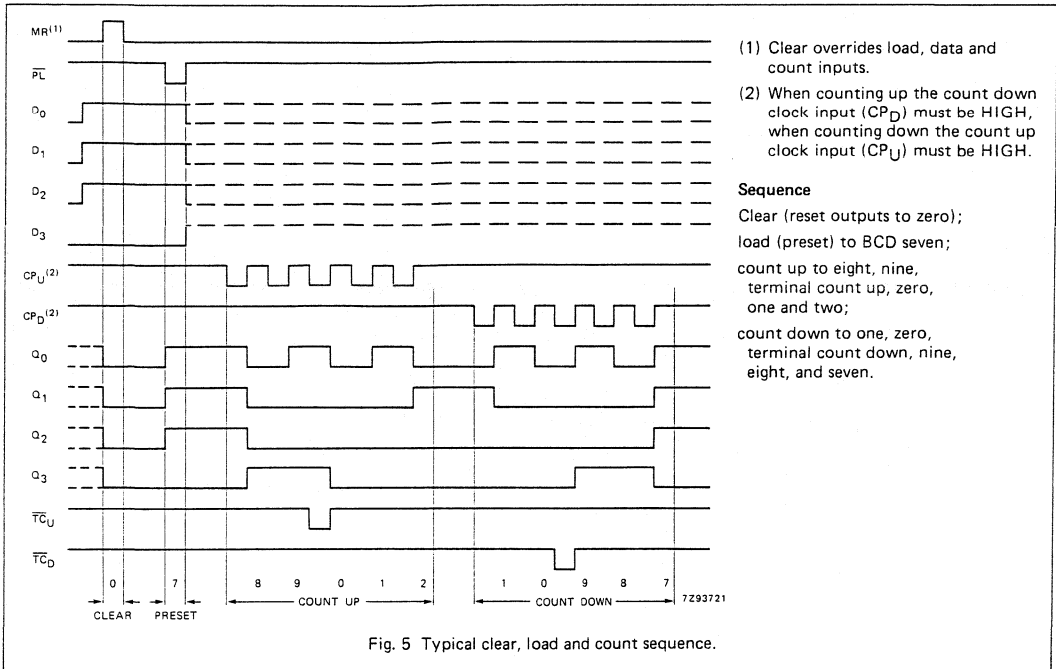 MR(1)
PL
D0
D1
D2
D3
CPU(2)
CPD(2)
Q0
Q1
Q2
Q3
TCU
TCD
0 7 8 9 0 1 2 1 0 9 8 7
CLEAR PRESET COUNT UP COUNT DOWN 7Z93721
(1) Clear overrides load, data and
count inputs.
(2) When counting up the count down
clock input (CPD) must be HIGH,
when counting down the count up
clock input (CPU) must be HIGH.
Sequence
Clear (reset outputs to zero);
load (preset) to BCD seven;
count up to eight, nine,
terminal count up, zero,
one and two;
count down to one, zero,
terminal count down, nine,
eight, and seven.
Fig. 5 Typical clear, load and count sequence.